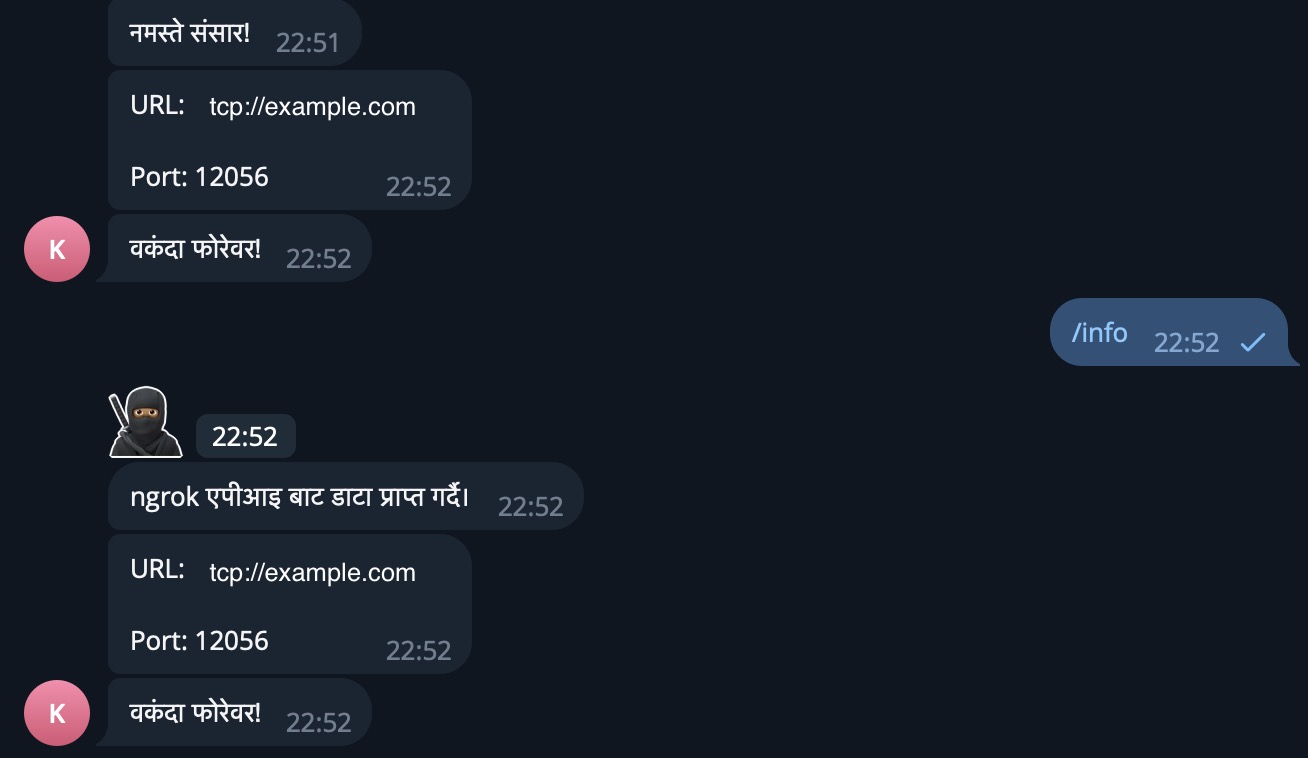 नमस्ते संसार! 22:51
URL: tcp://example.com
Port: 12056 22:52
K वकंदा फोरेवर! 22:52
/info 22:52
22:52
ngrok एपीआइ बाट डाटा प्राप्त गर्दै। 22:52
URL: tcp://example.com
Port: 12056 22:52
K वकंदा फोरेवर! 22:52